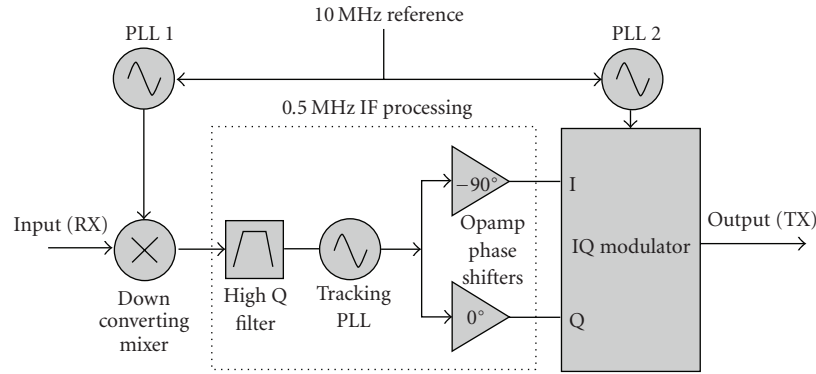 10 MHz reference
PLL 1
PLL 2
0.5 MHz IF processing
−90°
I
Input (RX)
Output (TX)
Opamp
phase
shifters
IQ modulator
High Q
filter
Tracking
PLL
Down
converting
mixer
0°
Q